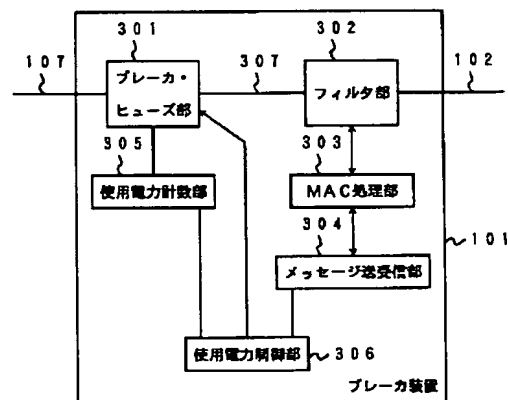 301
302
107
ブレーカ・
ヒューズ部
307
フィルタ部
102
305
303
使用電力計数部
MAC処理部
304
101
メッセージ送受信部
使用電力制御部
306
ブレーカ装置